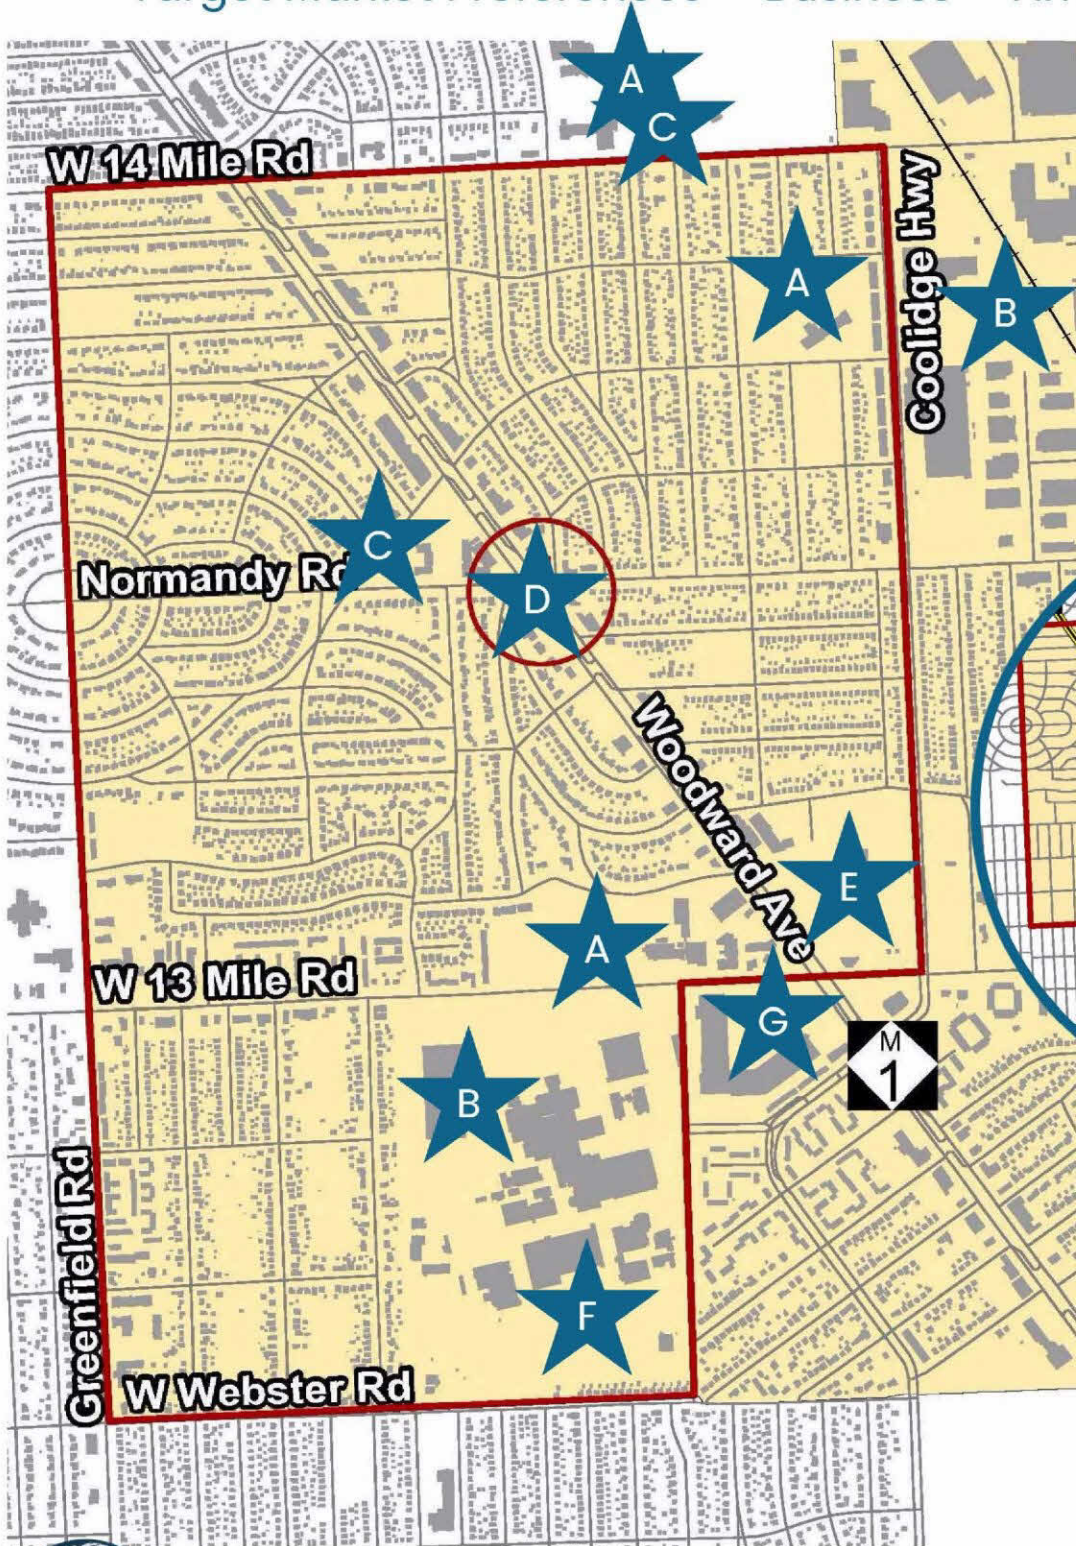 A
C
W 14 Mile Rd
Coolidge Hwy
A
B
C
Normandy Rd
D
Woodward Ave
E
A
W 13 Mile Rd
G
M
1
B
Greenfield Rd
F
W Webster Rd